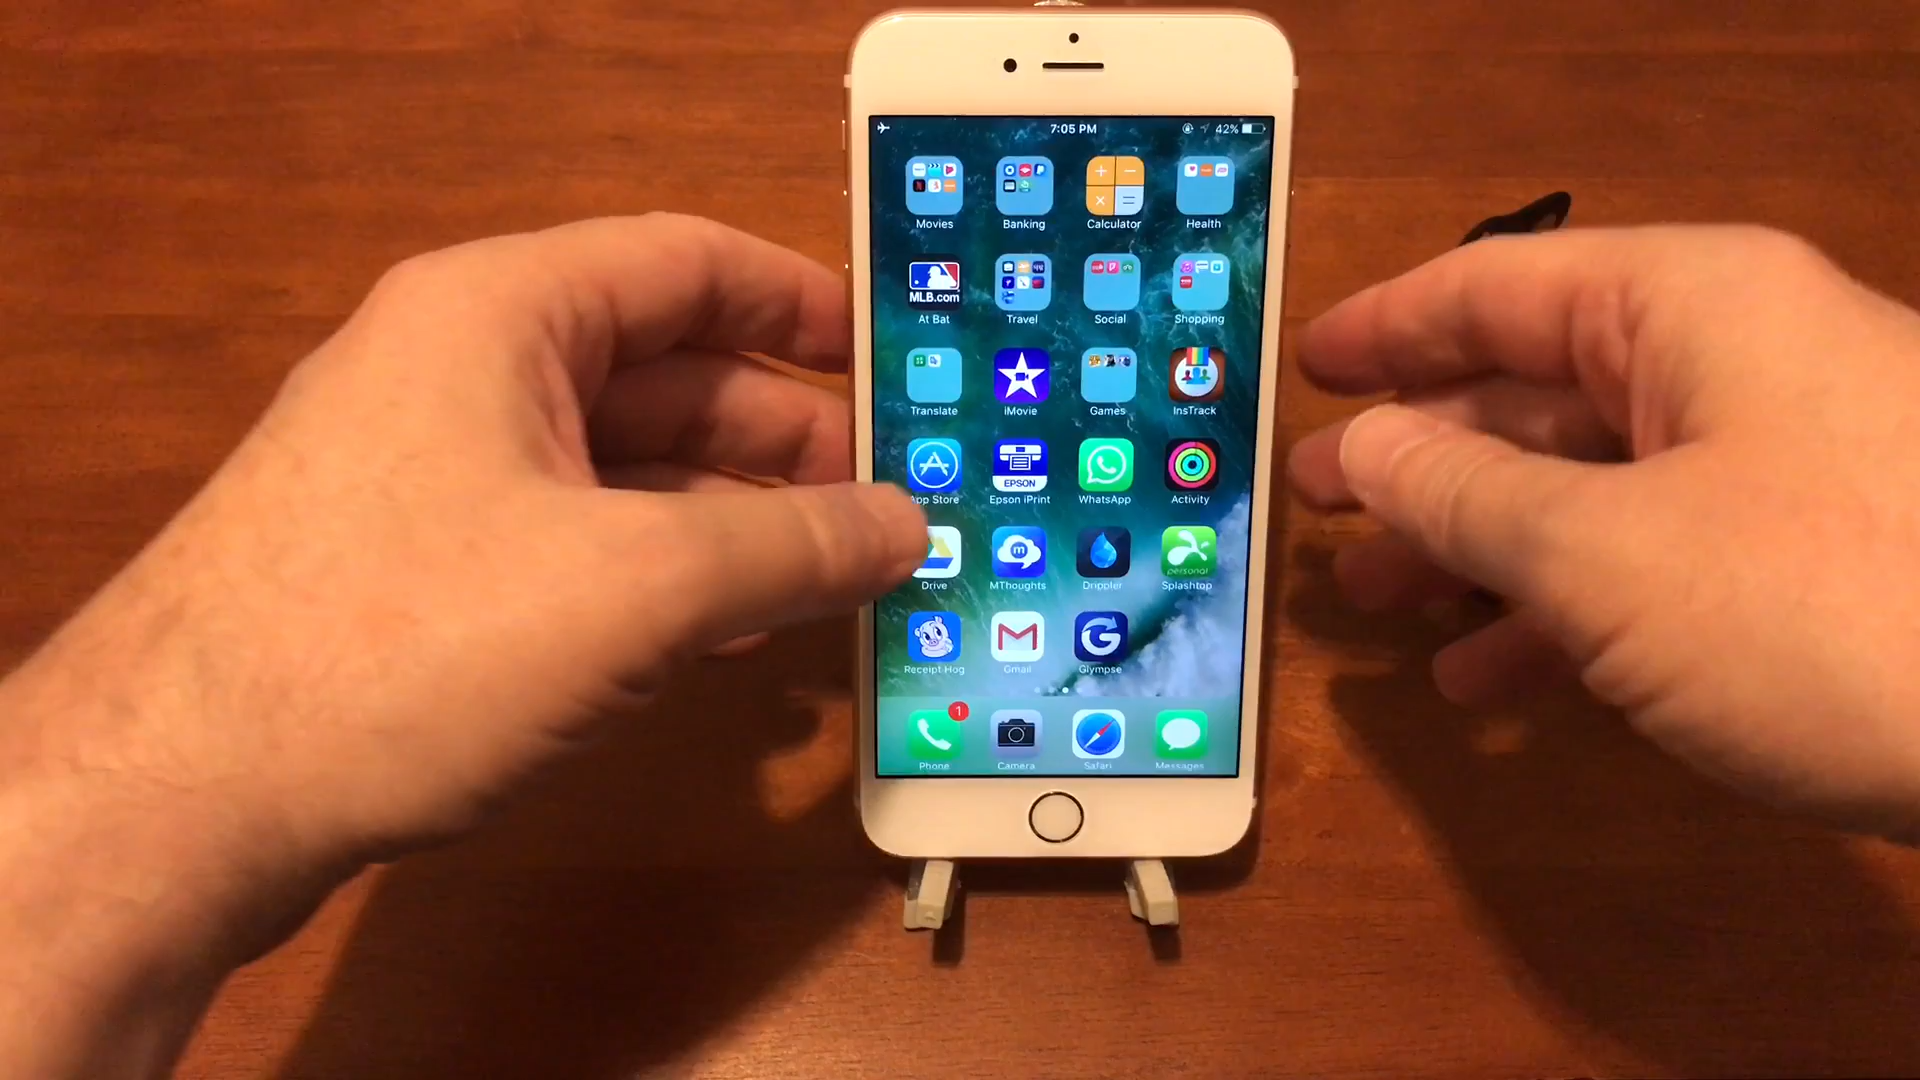 7:05 PM 42%
Movies Banking Calculator Health
MLB.com
At Bat Travel Social Shopping
Translate iMovie Games InsTrack
EPSON
App Store Epson iPrint WhatsApp Activity
m personal
Drive MThoughts Drippler Splashtop
Receipt Hog Gmail Glympse
1
Phone Camera Safari Messages